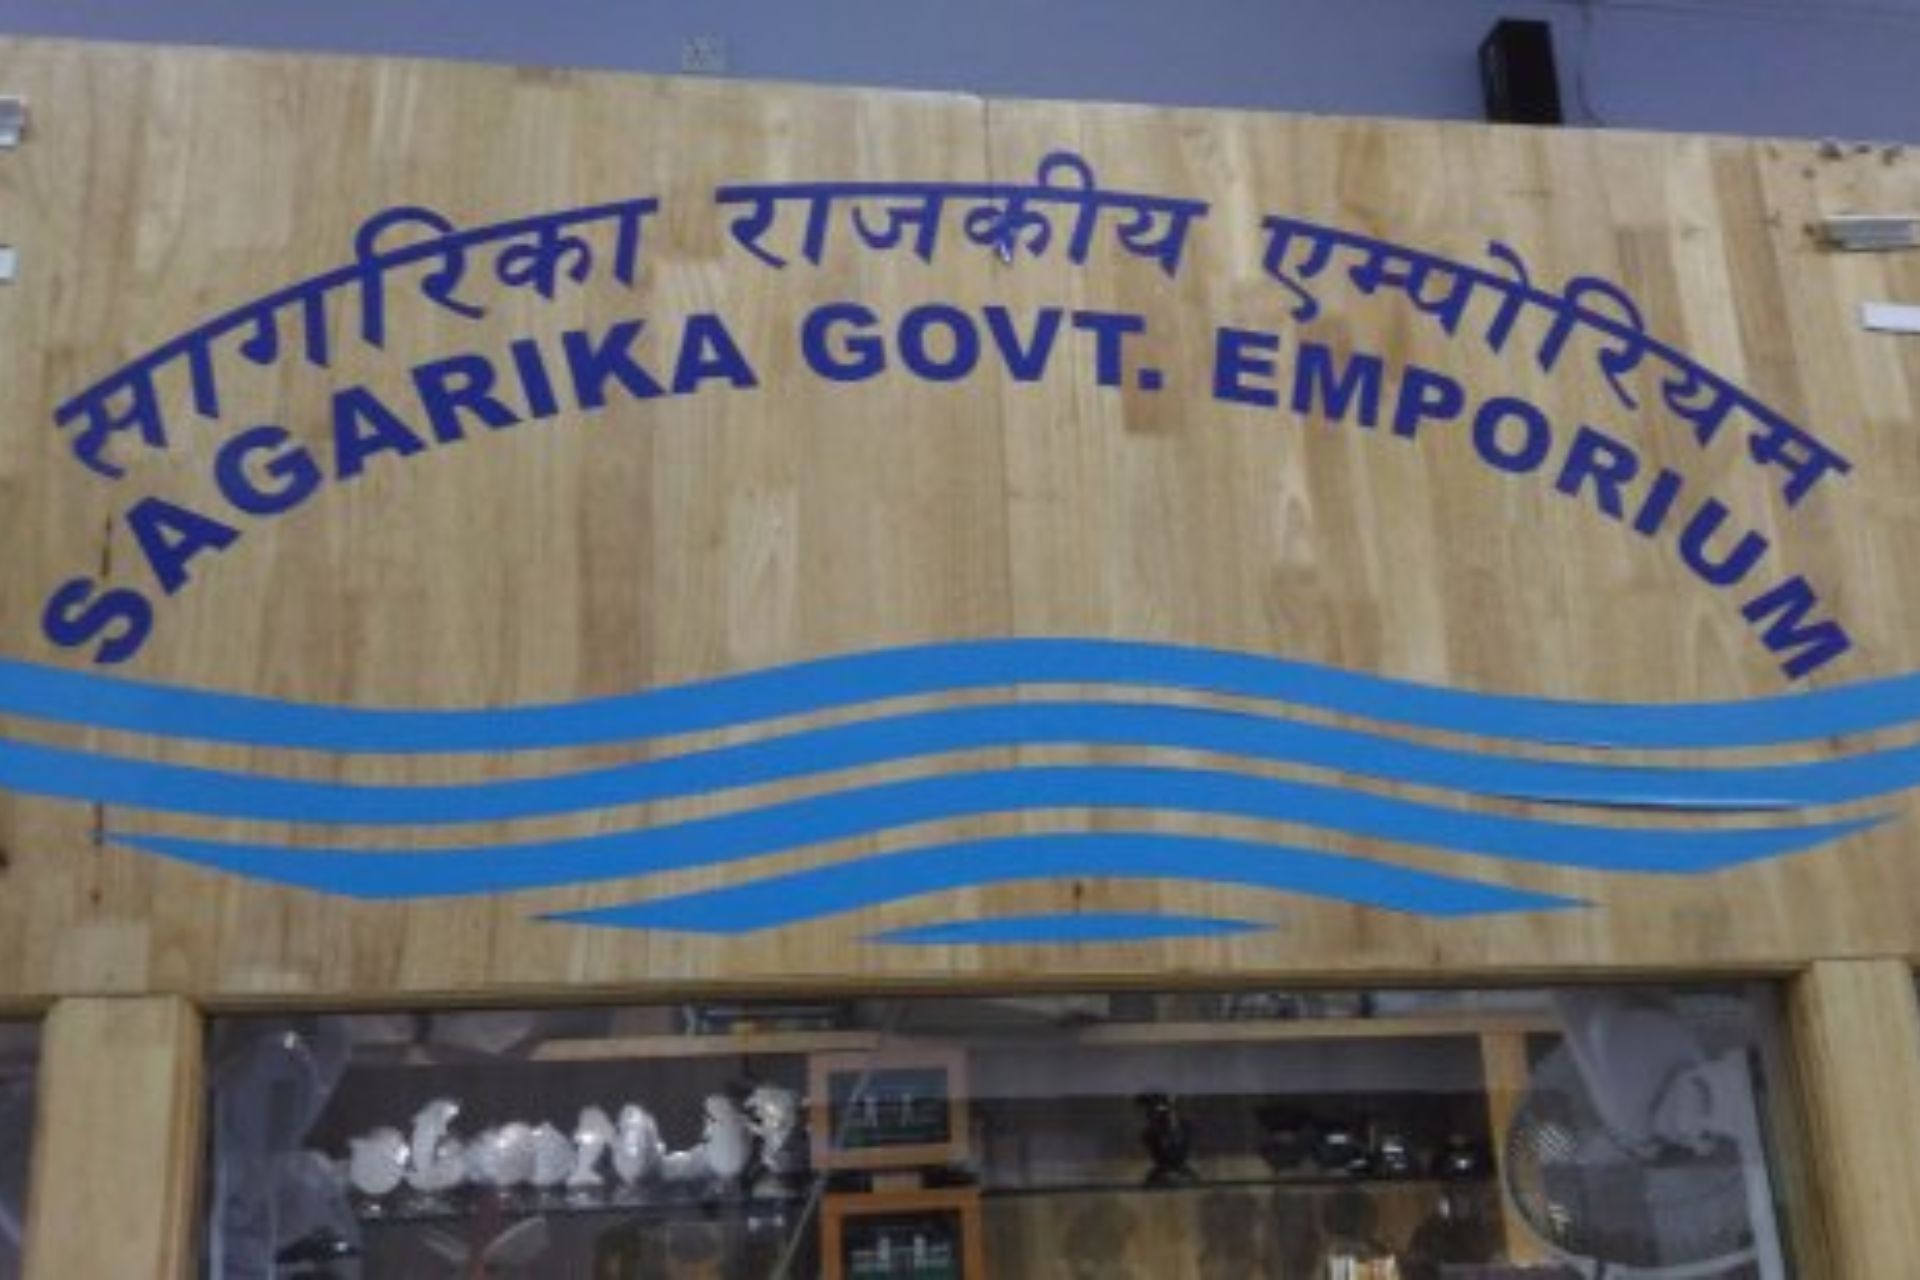 सागरिका राजकीय एम्पोरियम
SAGARIKA GOVT. EMPORIUM